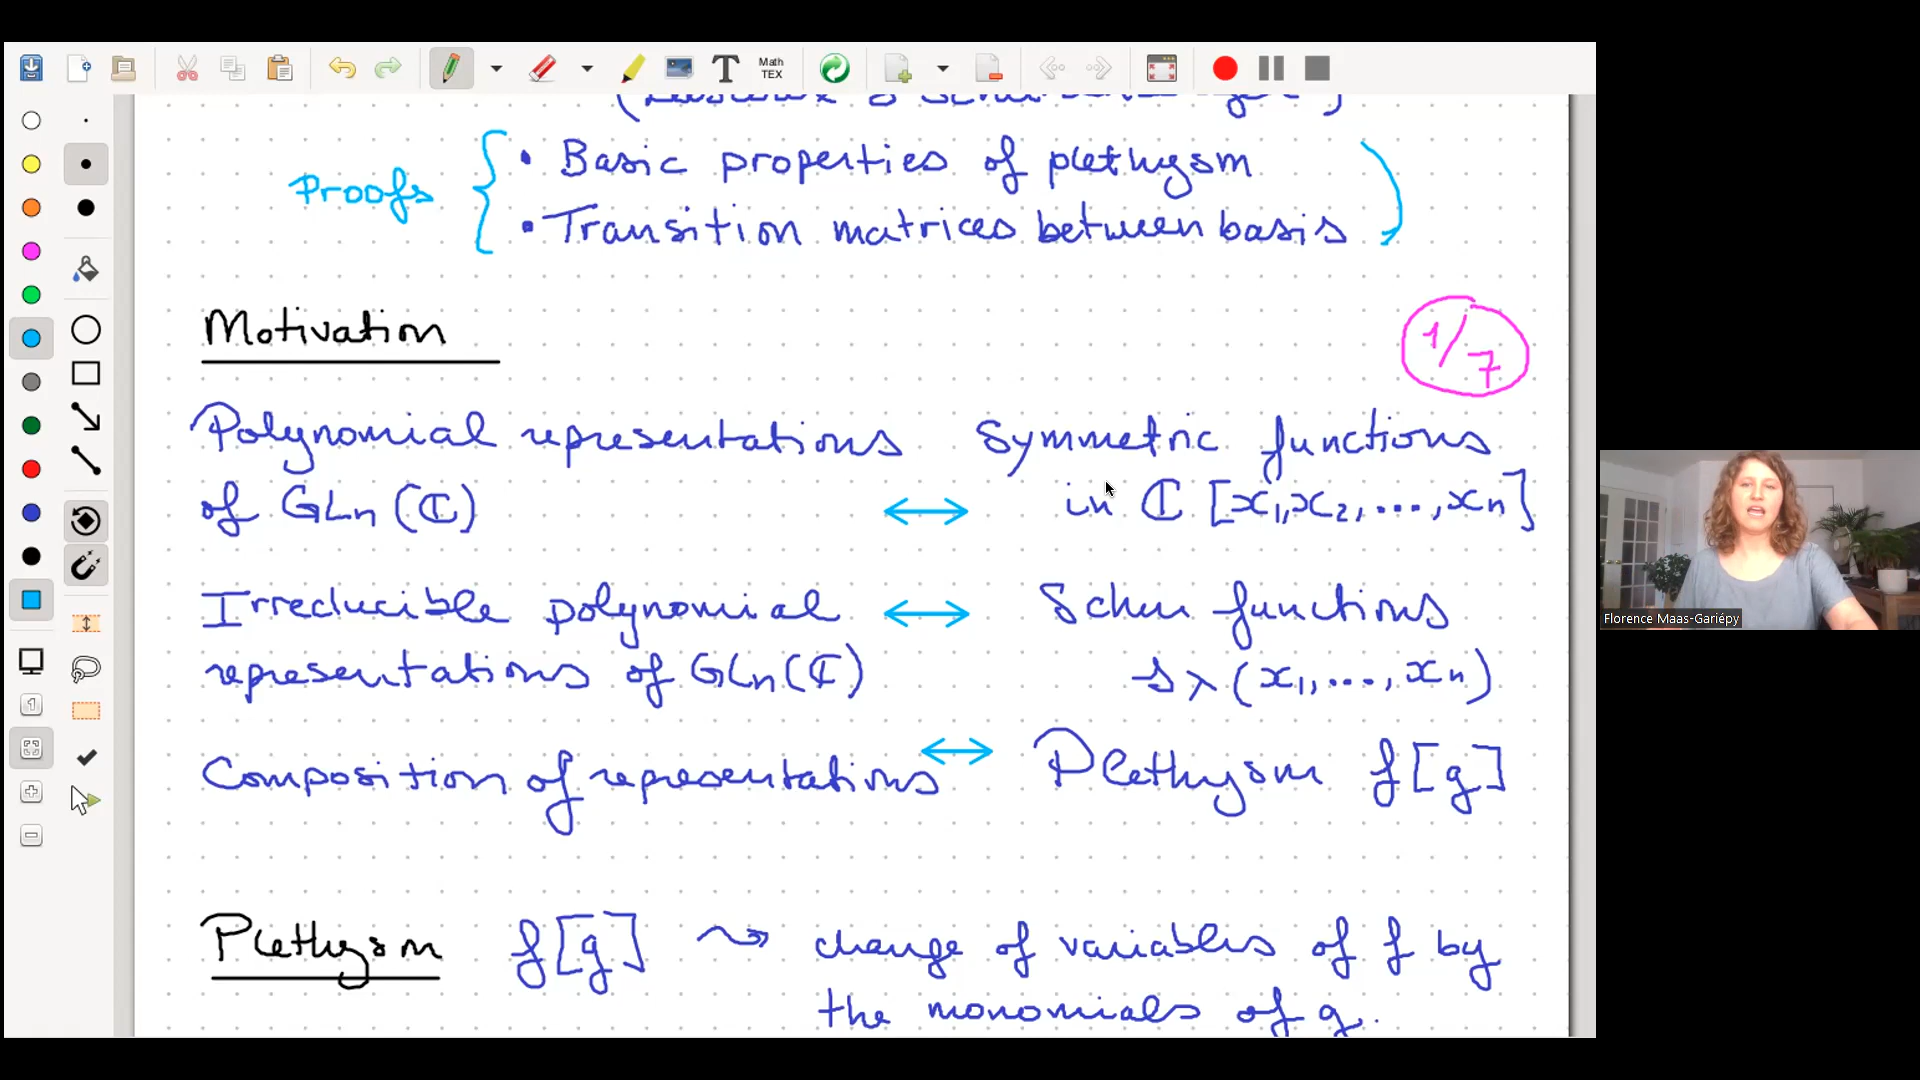 Math
TEX
Proofs
• Basic properties of plethysm
• Transition matrices between basis
Motivation
1/7
Polynomial representations
of GLn (ℂ)
↔
Symmetric functions
in ℂ [x₁,x₂,...,xn]
Irreducible polynomial
representations of GLn(ℂ)
↔
Schur functions
sλ (x₁,...,xn)
Composition of representations ↔ Plethysm f[g]
Plethysm f[g] ⇝ change of variables of f by
the monomials of g.
Florence Maas-Gariépy
1